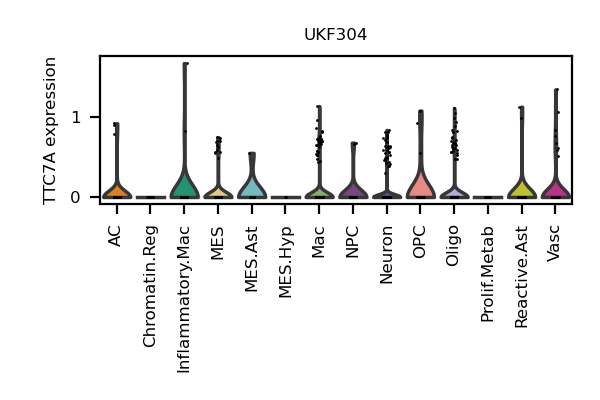 UKF304
TTC7A expression
1
0
AC
Chromatin.Reg
Inflammatory.Mac
MES
MES.Ast
MES.Hyp
Mac
NPC
Neuron
OPC
Oligo
Prolif.Metab
Reactive.Ast
Vasc